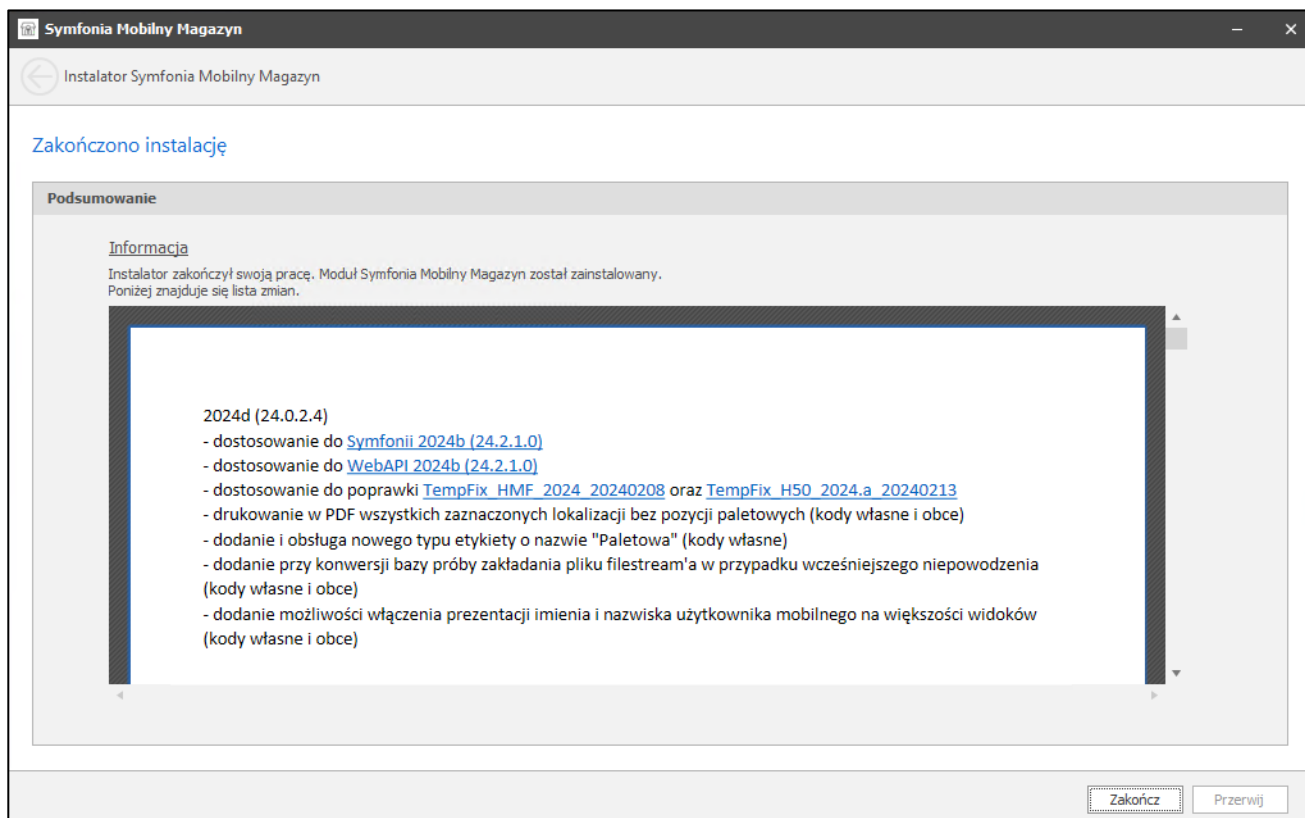 Symfonia Mobilny Magazyn
Instalator Symfonia Mobilny Magazyn
Zakończono instalację
Podsumowanie
Informacja
Instalator zakończył swoją pracę. Moduł Symfonia Mobilny Magazyn został zainstalowany.
Poniżej znajduje się lista zmian.
2024d (24.0.2.4)
- dostosowanie do Symfonii 2024b (24.2.1.0)
- dostosowanie do WebAPI 2024b (24.2.1.0)
- dostosowanie do poprawki TempFix_HMF_2024_20240208 oraz TempFix_H50_2024.a_20240213
- drukowanie w PDF wszystkich zaznaczonych lokalizacji bez pozycji paletowych (kody własne i obce)
- dodanie i obsługa nowego typu etykiety o nazwie "Paletowa" (kody własne)
- dodanie przy konwersji bazy próby zakładania pliku filestream'a w przypadku wcześniejszego niepowodzenia
(kody własne i obce)
- dodanie możliwości włączenia prezentacji imienia i nazwiska użytkownika mobilnego na większości widoków
(kody własne i obce)
Zakończ
Przerwij